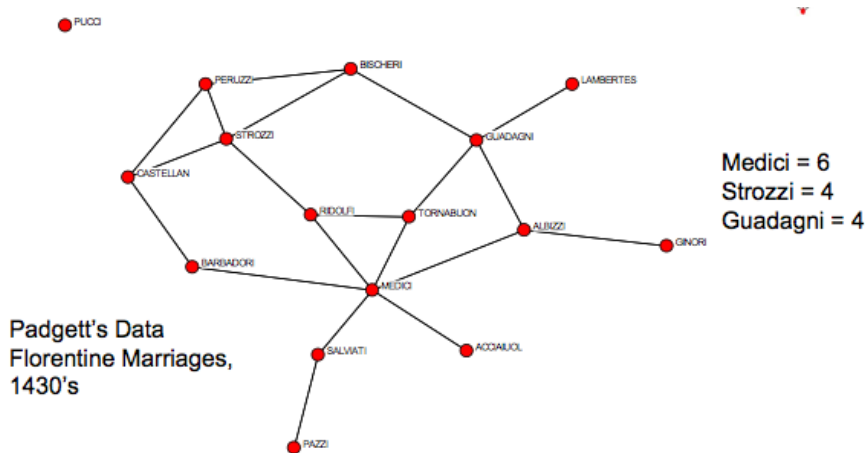 PUCCI
BISCHERI
PERUZZI
LAMBERTES
STROZZI
GUADAGNI
Medici = 6
CASTELLAN
Strozzi = 4
RIDOLFI
TORNABUON
Guadagni = 4
ALBIZZI
GINORI
BARBADORI
MEDICI
Padgett's Data
Florentine Marriages,
1430's
SALVIATI
ACCIAIUOL
PAZZI